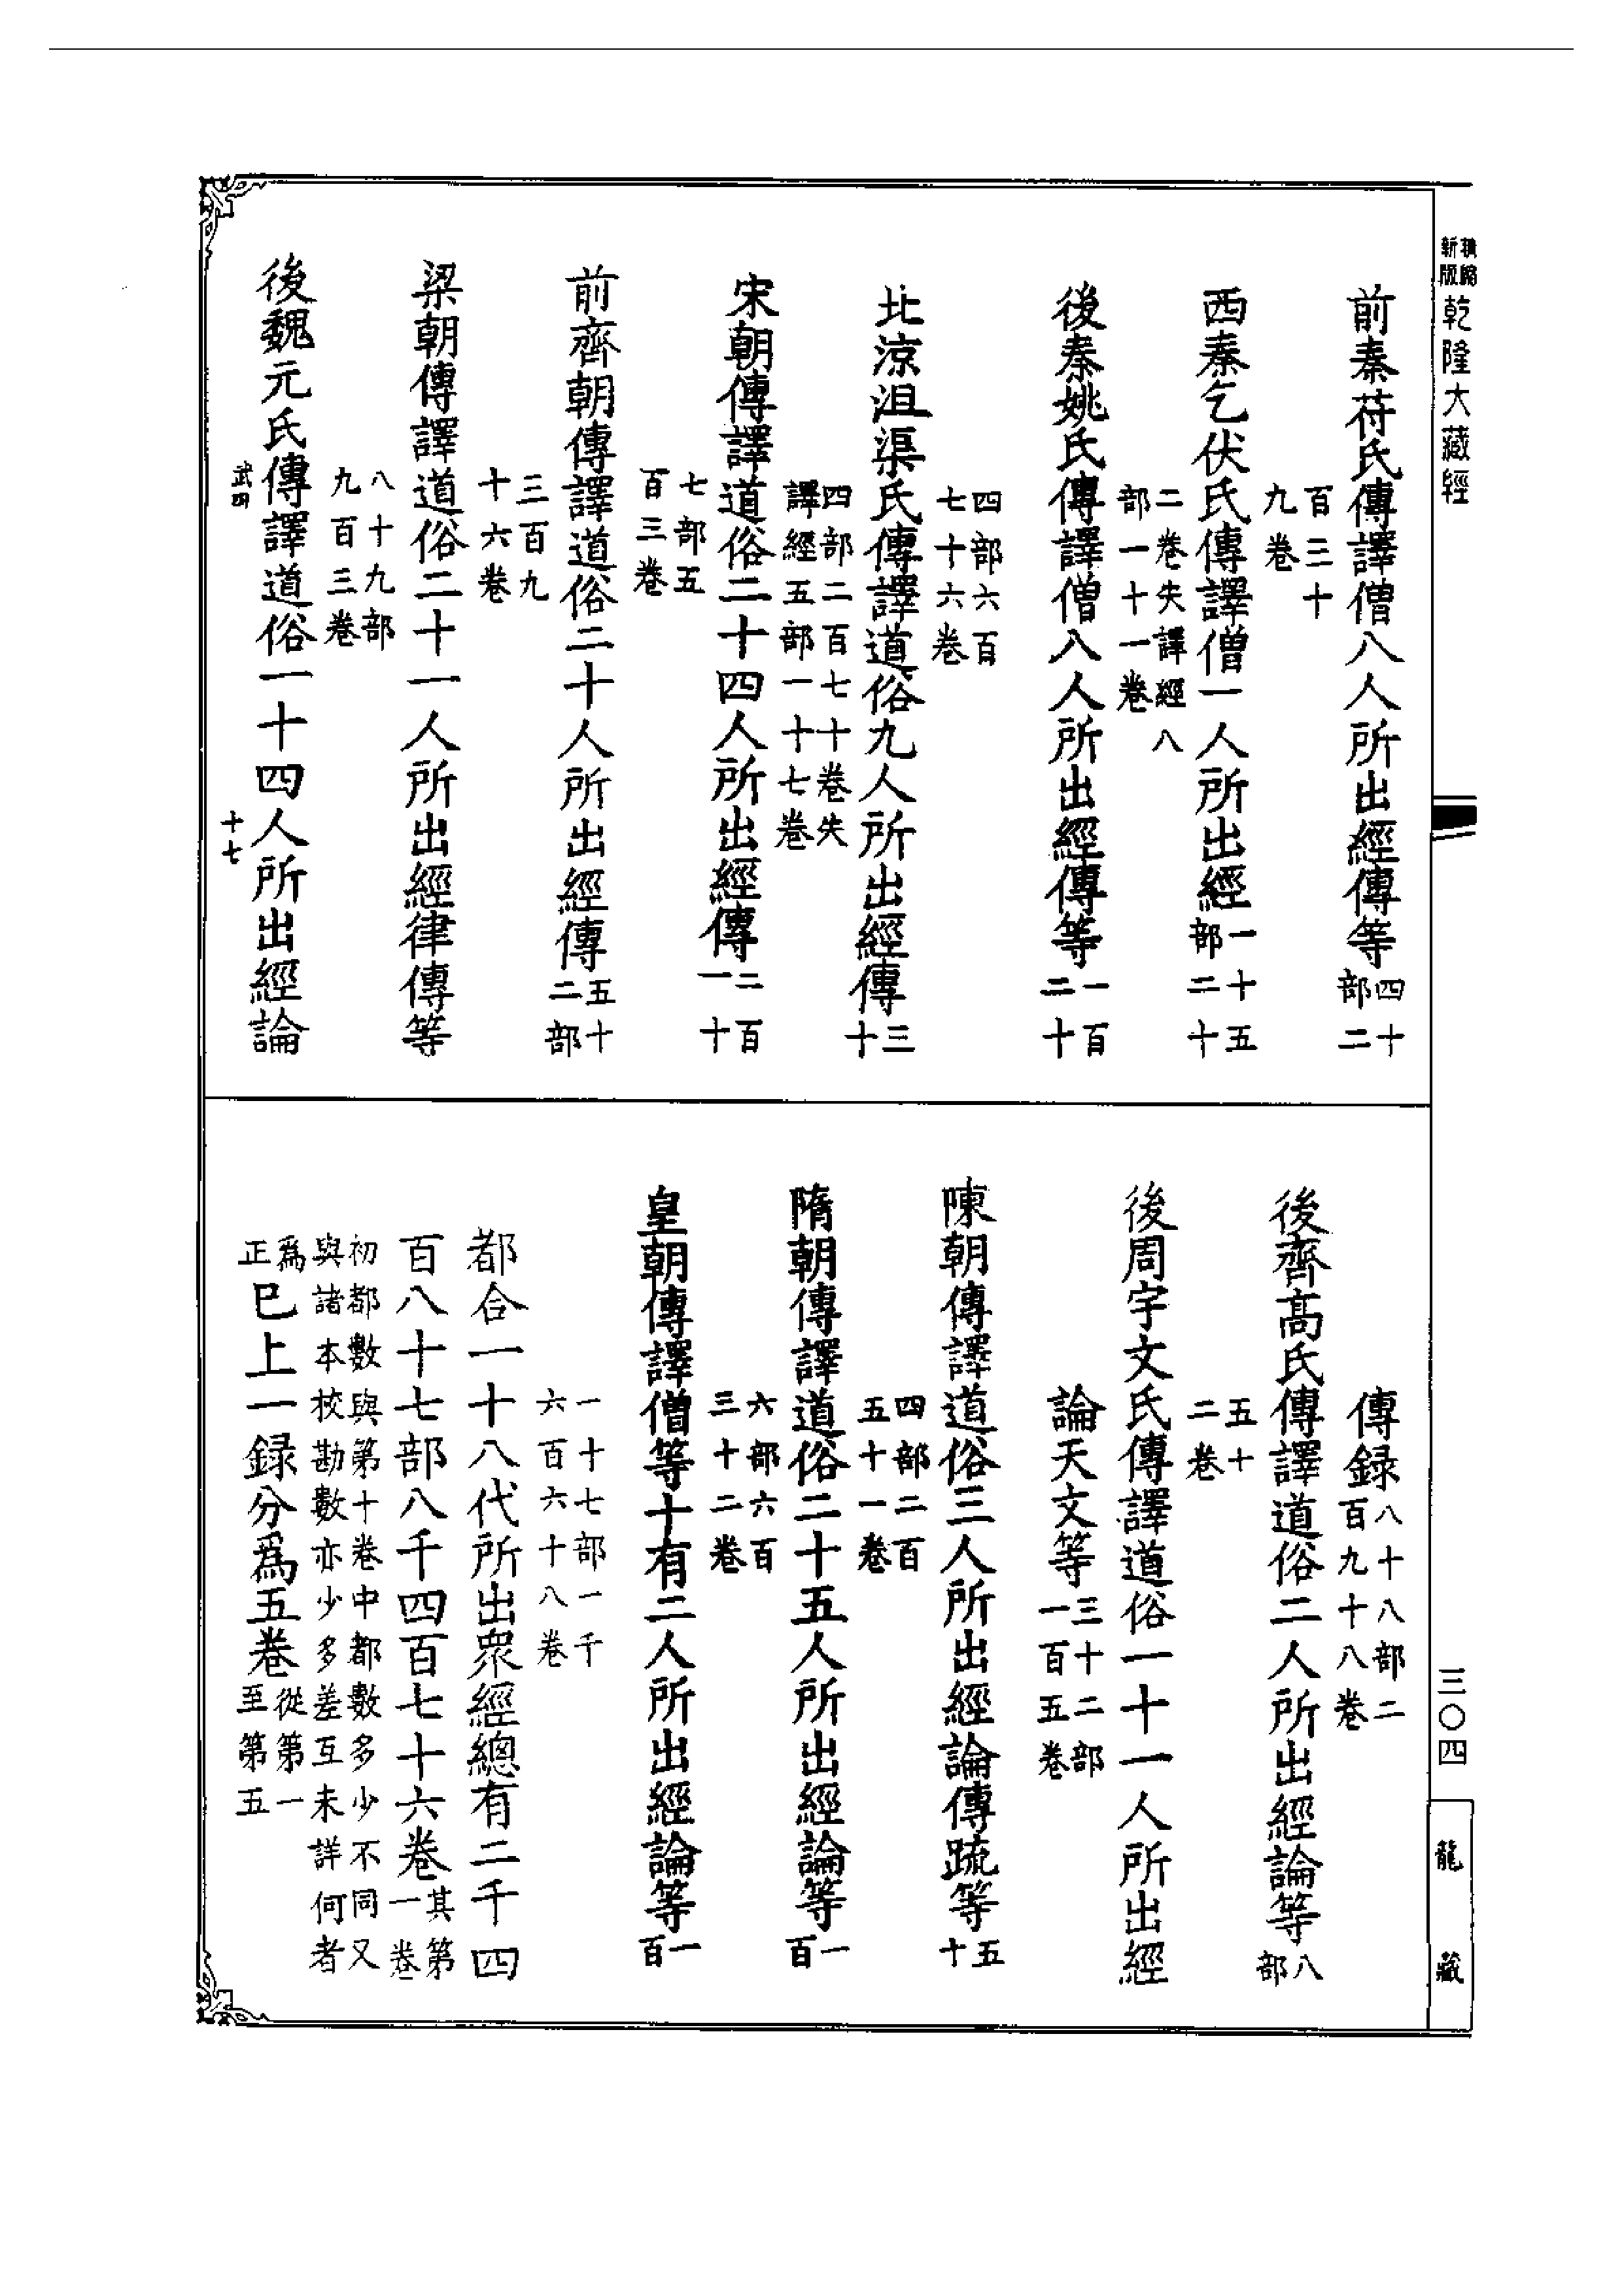 新版
乾隆大藏經
前秦苻氏傳譯僧八人所出經傳等四十部二
百三十九卷
西秦乞伏氏傳譯僧一人所出經一十五部二十
二卷失譯經八部一十一卷
後秦姚氏傳譯僧八人所出經傳等一百二十
四部六百七十六卷
北涼沮渠氏傳譯道俗九人所出經傳三十
四部二百七十卷失譯經五部一十七卷
宋朝傳譯道俗二十四人所出經傳二百一十
七部五百三卷
前齊朝傳譯道俗二十人所出經傳五十二部
三百九十六卷
梁朝傳譯道俗二十一人所出經律傳等
八十九部九百三卷
後魏元氏傳譯道俗一十四人所出經論
武四
十七
傳録八十八部二百九十八卷
後齊髙氏傳譯道俗二人所出經論等八部
五十二卷
後周宇文氏傳譯道俗一十一人所出經
論天文等三十二部一百五卷
陳朝傳譯道俗三人所出經論傳䟽等五十
四部二百五十一卷
隋朝傳譯道俗二十五人所出經論等一百
六部六百三十二卷
皇朝傳譯僧等十有二人所出經論等一百
一十七部一千六百六十八卷
都合一十八代所出衆經總有二千四
百八十七部八千四百七十六卷其第一卷
初都數與第十卷中都數多少不同又與諸本校勘數亦少多差互未詳何者
爲正巳上一録分爲五卷從第一至第五
三〇四
龍藏